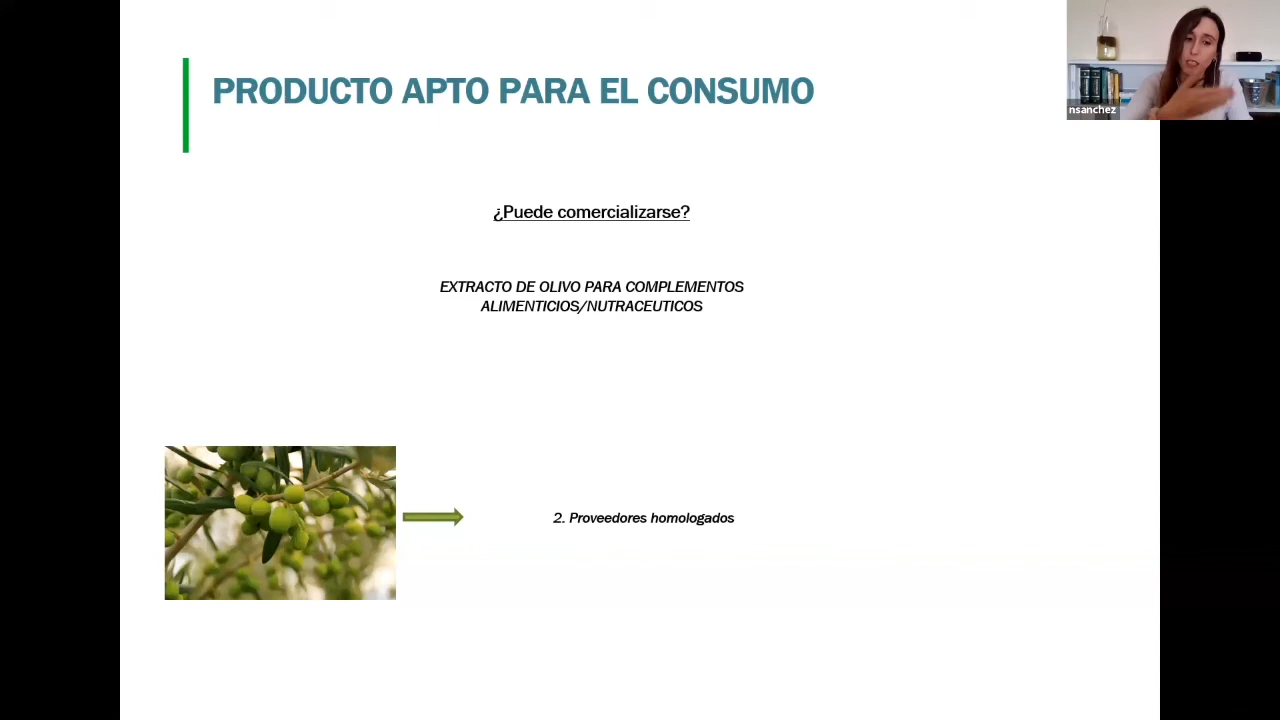 PRODUCTO APTO PARA EL CONSUMO
nsanchez
¿Puede comercializarse?
EXTRACTO DE OLIVO PARA COMPLEMENTOS
ALIMENTICIOS/NUTRACEUTICOS
2. Proveedores homologados